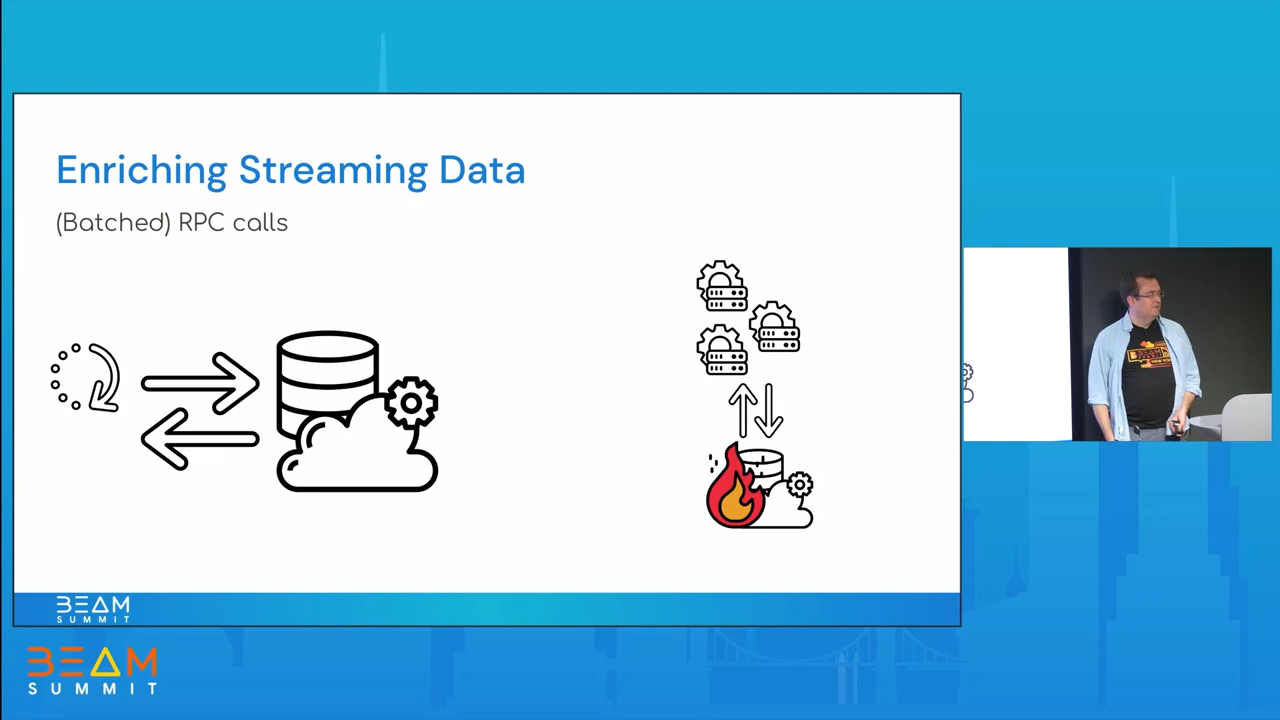 Enriching Streaming Data
(Batched) RPC calls
BEAM
SUMMIT
BEAM
SUMMIT